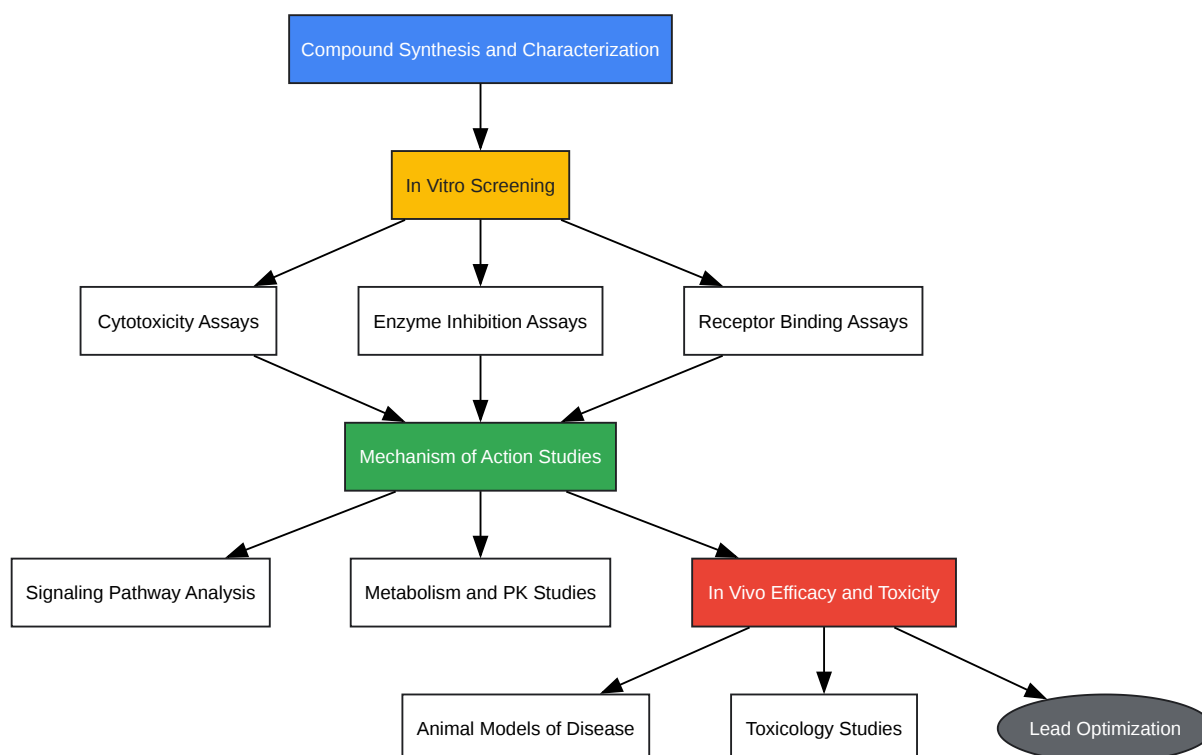 Compound Synthesis and Characterization
In Vitro Screening
Cytotoxicity Assays
Enzyme Inhibition Assays
Receptor Binding Assays
Mechanism of Action Studies
Signaling Pathway Analysis
Metabolism and PK Studies
In Vivo Efficacy and Toxicity
Animal Models of Disease
Toxicology Studies
Lead Optimization